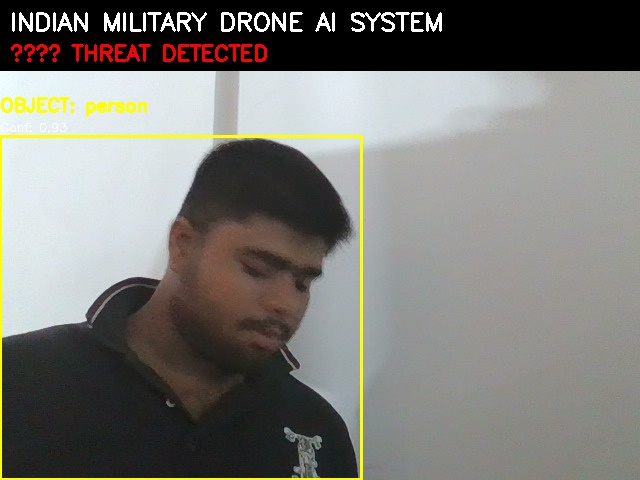 INDIAN MILITARY DRONE AI SYSTEM
???? THREAT DETECTED
OBJECT: person
Conf: 0.93